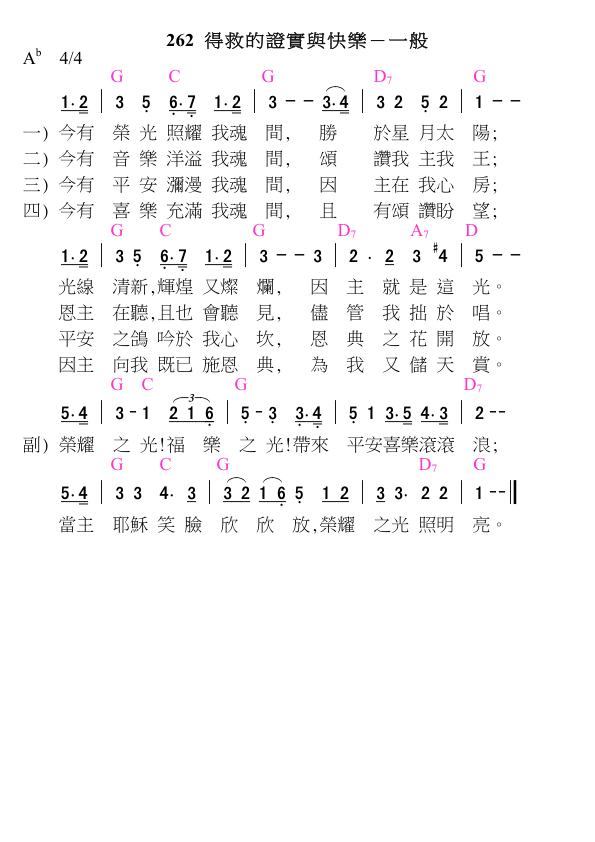 262 得救的證實與快樂－一般
Ab 4/4
G C G D7 G
1· 2 | 3 5 6· 7 1· 2 | 3 - - 3· 4 | 3 2 5 2 | 1 - -
一) 今有 榮 光 照耀 我魂 間, 勝 於星 月太 陽;
二) 今有 音 樂 洋溢 我魂 間, 頌 讚我 主我 王;
三) 今有 平 安 瀰漫 我魂 間, 因 主在 我心 房;
四) 今有 喜 樂 充滿 我魂 間, 且 有頌 讚盼 望;
G C G D7 A7 D
1· 2 | 3 5 6· 7 1· 2 | 3 - - 3 | 2 · 2 3 #4 | 5 - -
光線 清新,輝煌 又燦 爛, 因 主 就 是 這 光。
恩主 在聽,且也 會聽 見, 儘 管 我 拙 於 唱。
平安 之鴿 吟於 我心 坎, 恩 典 之 花 開 放。
因主 向我 既已 施恩 典, 為 我 又 儲 天 賞。
G C G D7
5· 4 | 3 - 1 3 2 1 6 | 5 - 3 3· 4 | 5 1 3· 5 4· 3 | 2 - -
副) 榮耀 之 光!福 樂 之 光!帶來 平安喜樂滾滾 浪;
G C G D7 G
5· 4 | 3 3 4· 3 | 3 2 1 6 5 1 2 | 3 3· 2 2 | 1 - - ‖
當主 耶穌 笑 臉 欣 欣 放,榮耀 之光 照明 亮。